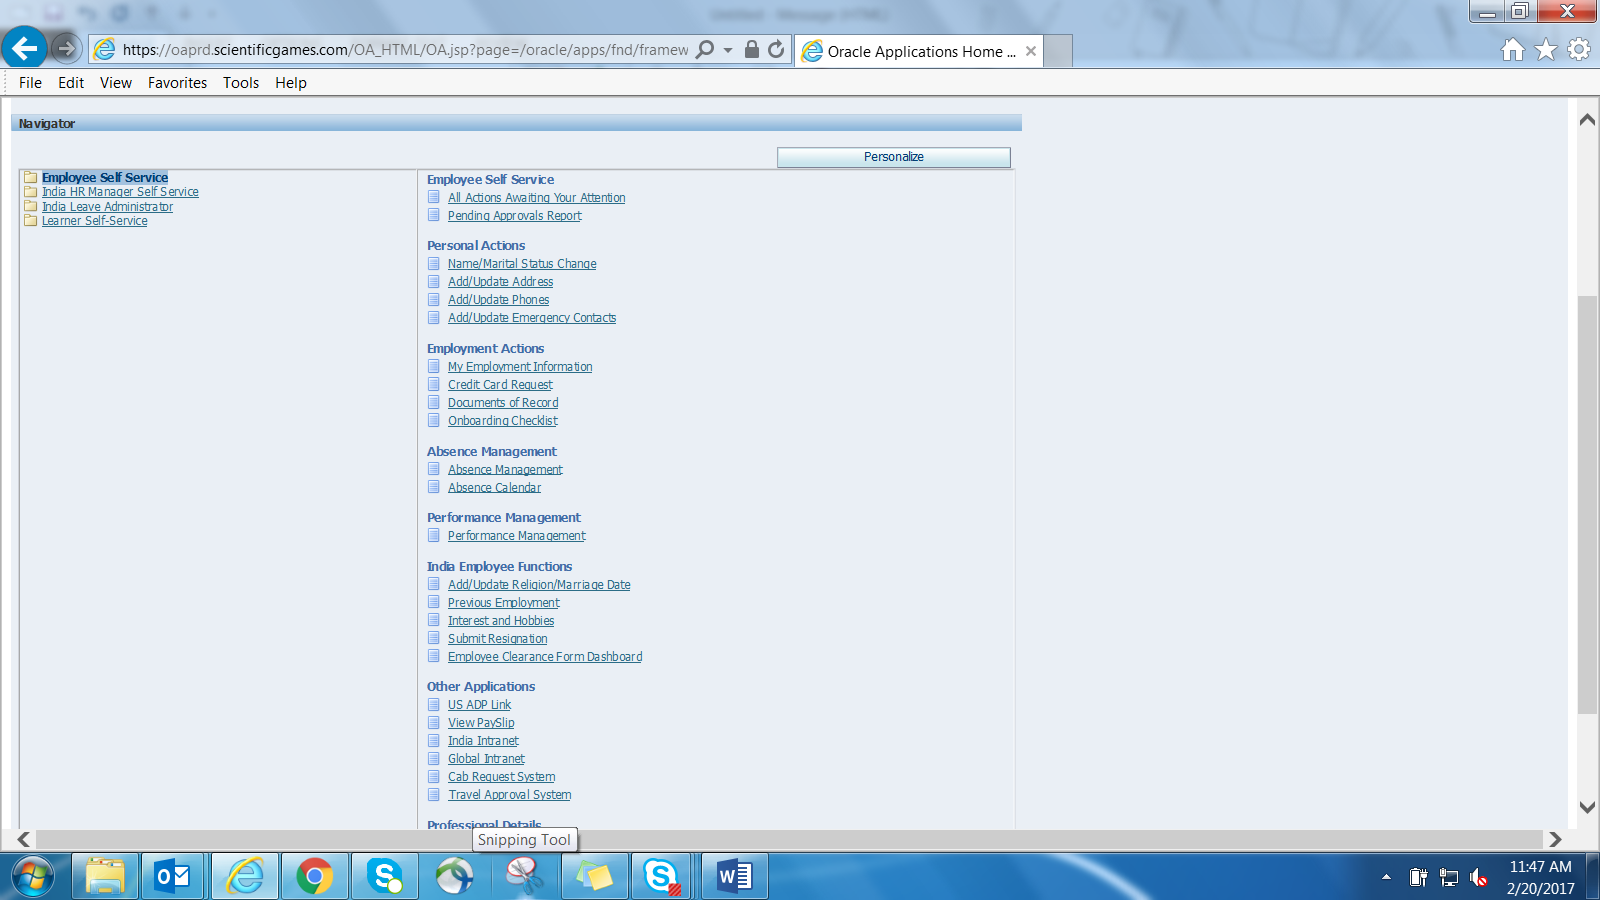 https://oaprd.scientificgames.com/OA_HTML/OA.jsp?page=/oracle/apps/fnd/framew
Oracle Applications Home ...
File Edit View Favorites Tools Help
Navigator
Personalize
Employee Self Service
India HR Manager Self Service
India Leave Administrator
Learner Self-Service
Employee Self Service
All Actions Awaiting Your Attention
Pending Approvals Report
Personal Actions
Name/Marital Status Change
Add/Update Address
Add/Update Phones
Add/Update Emergency Contacts
Employment Actions
My Employment Information
Credit Card Request
Documents of Record
Onboarding Checklist
Absence Management
Absence Management
Absence Calendar
Performance Management
Performance Management
India Employee Functions
Add/Update Religion/Marriage Date
Previous Employment
Interest and Hobbies
Submit Resignation
Employee Clearance Form Dashboard
Other Applications
US ADP Link
View PaySlip
India Intranet
Global Intranet
Cab Request System
Travel Approval System
Professional Details
Snipping Tool
11:47 AM
2/20/2017